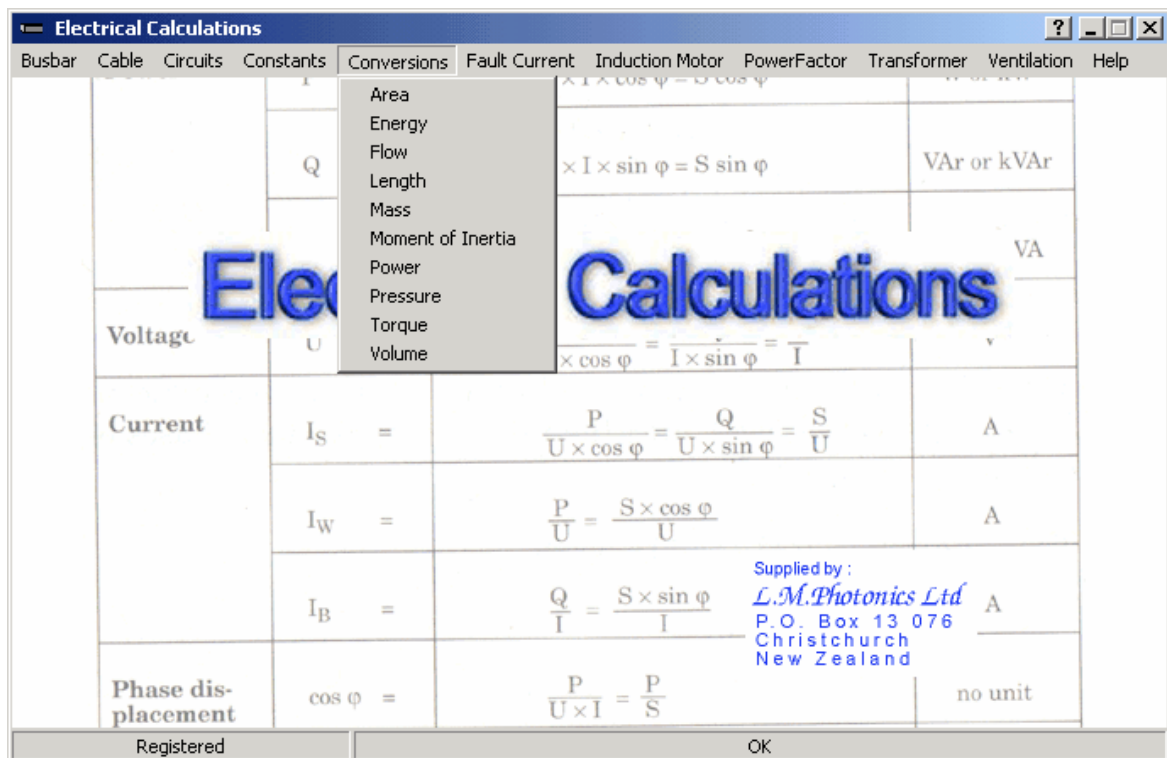 Electrical Calculations
Busbar Cable Circuits Constants Conversions Fault Current Induction Motor PowerFactor Transformer Ventilation Help
Area
Energy
Flow
Length
Mass
Moment of Inertia
Power
Pressure
Torque
Volume
Q × I × sin φ = S sin φ VAr or kVAr
VA
Calculations
Voltage U × cos φ = I × sin φ = I
Current I_S = P / (U × cos φ) = Q / (U × sin φ) = S / U A
I_W = P / U = (S × cos φ) / U A
I_B = Q / I = (S × sin φ) / I A
Supplied by :
L.M.Photonics Ltd
P.O. Box 13 076
Christchurch
New Zealand
Phase dis-
placement cos φ = P / (U × I) = P / S no unit
Registered OK